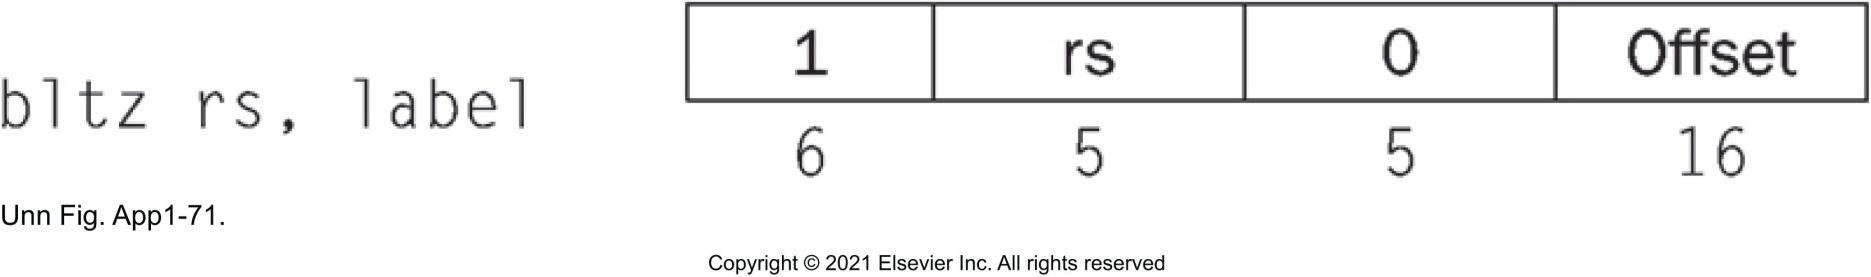 bltz rs, label
1 rs 0 Offset
6 5 5 16
Unn Fig. App1-71.
Copyright © 2021 Elsevier Inc. All rights reserved